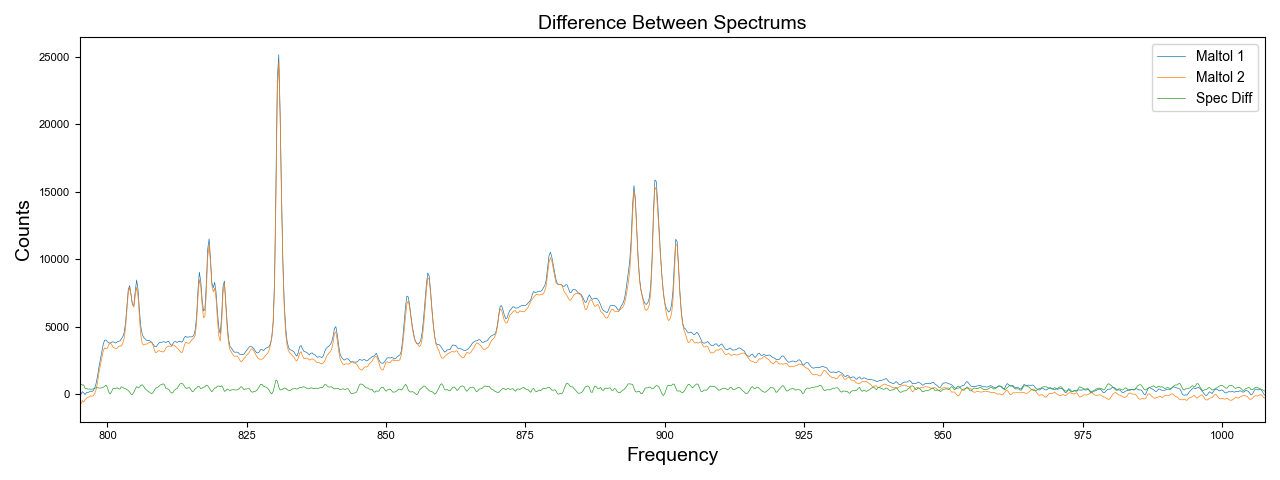 Difference Between Spectrums
Maltol 1
Maltol 2
Spec Diff
Counts
25000
20000
15000
10000
5000
0
800 825 850 875 900 925 950 975 1000
Frequency